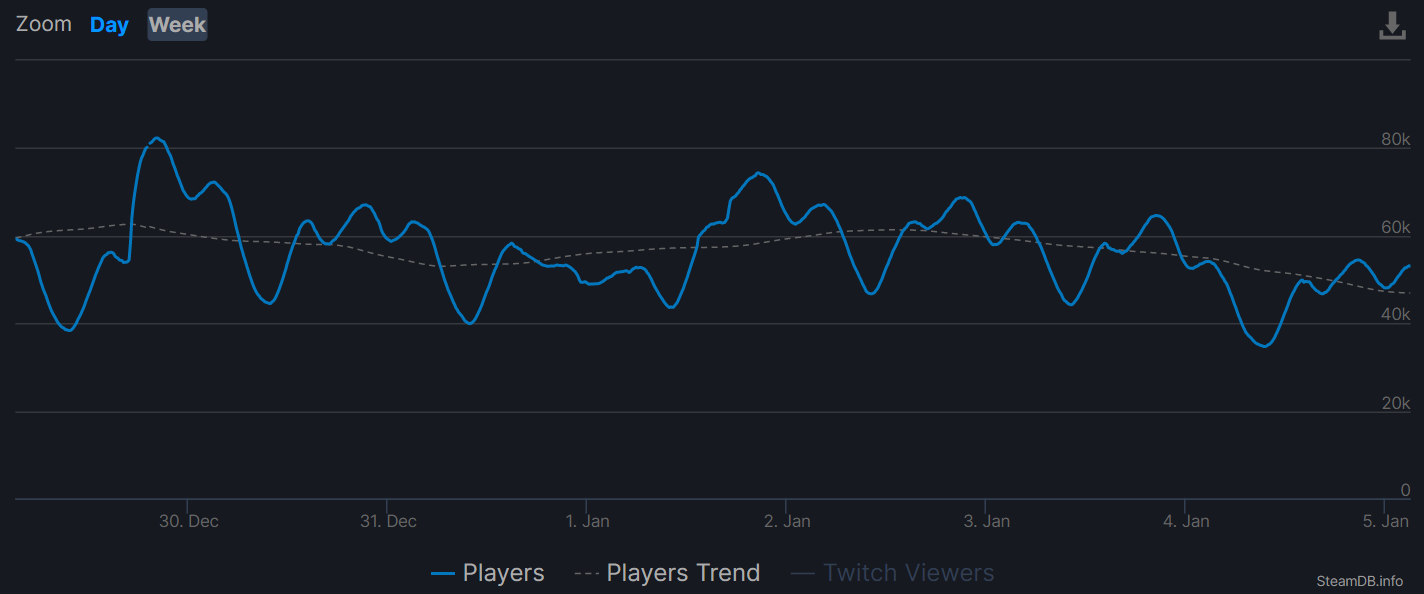 Zoom Day Week
80k
60k
40k
20k
0
30. Dec 31. Dec 1. Jan 2. Jan 3. Jan 4. Jan 5. Jan
Players Players Trend Twitch Viewers
SteamDB.info